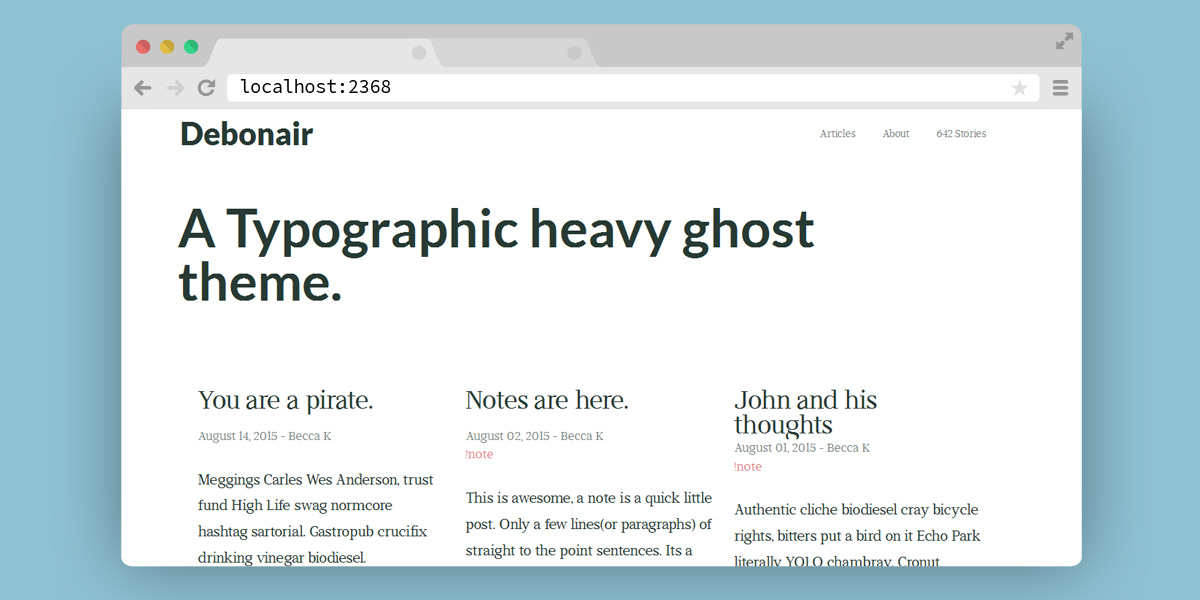 localhost:2368
Debonair
Articles About 642 Stories
A Typographic heavy ghost
theme.
You are a pirate.
August 14, 2015 - Becca K
Meggings Carles Wes Anderson, trust
fund High Life swag normcore
hashtag sartorial. Gastropub crucifix
drinking vinegar biodiesel.
Notes are here.
August 02, 2015 - Becca K
!note
This is awesome, a note is a quick little
post. Only a few lines(or paragraphs) of
straight to the point sentences. Its a
John and his
thoughts
August 01, 2015 - Becca K
!note
Authentic cliche biodiesel cray bicycle
rights, bitters put a bird on it Echo Park
literally YOLO chambray. Cronut